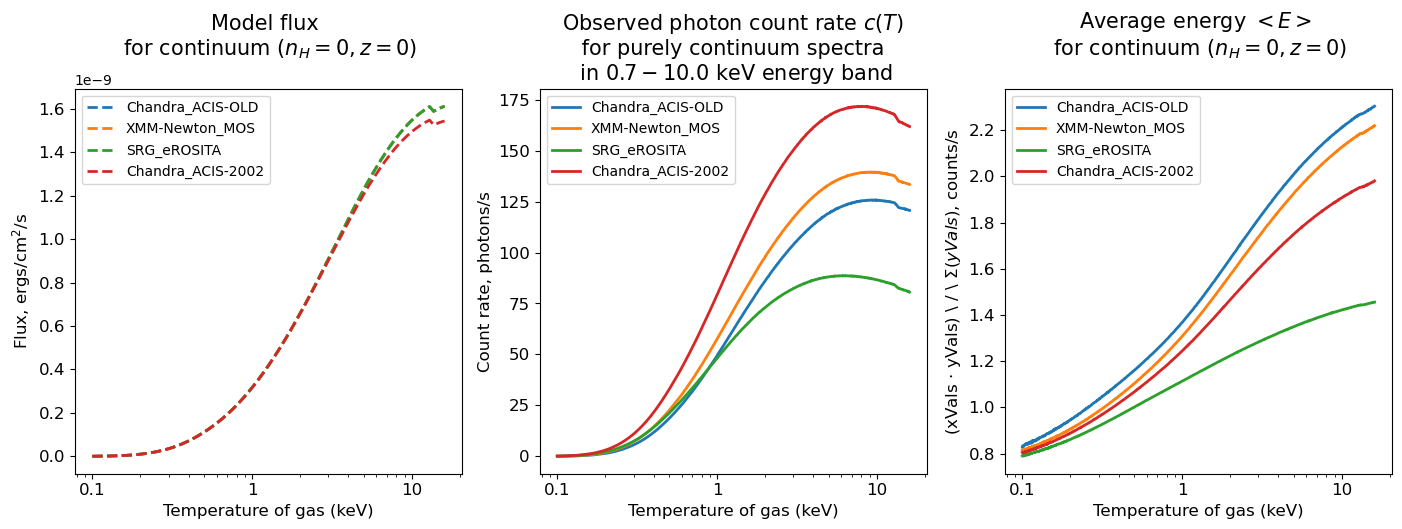 Model flux
for continuum (n_H = 0, z = 0)
1e−9
Chandra_ACIS-OLD
XMM-Newton_MOS
SRG_eROSITA
Chandra_ACIS-2002
Flux, ergs/cm²/s
1.6
1.4
1.2
1.0
0.8
0.6
0.4
0.2
0.0
0.1
1
10
Temperature of gas (keV)
Observed photon count rate c(T)
for purely continuum spectra
in 0.7 − 10.0 keV energy band
Chandra_ACIS-OLD
XMM-Newton_MOS
SRG_eROSITA
Chandra_ACIS-2002
Count rate, photons/s
175
150
125
100
75
50
25
0
0.1
1
10
Temperature of gas (keV)
Average energy < E >
for continuum (n_H = 0, z = 0)
Chandra_ACIS-OLD
XMM-Newton_MOS
SRG_eROSITA
Chandra_ACIS-2002
(xVals · yVals) \ / \ Σ(yVals), counts/s
2.2
2.0
1.8
1.6
1.4
1.2
1.0
0.8
0.1
1
10
Temperature of gas (keV)